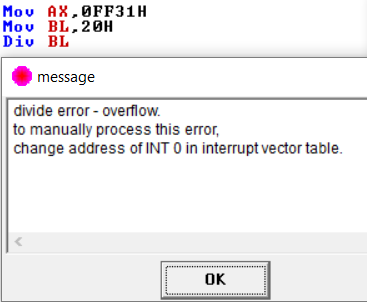 Mov AX,0FF31H
Mov BL,20H
Div BL
message
divide error - overflow.
to manually process this error,
change address of INT 0 in interrupt vector table.
OK